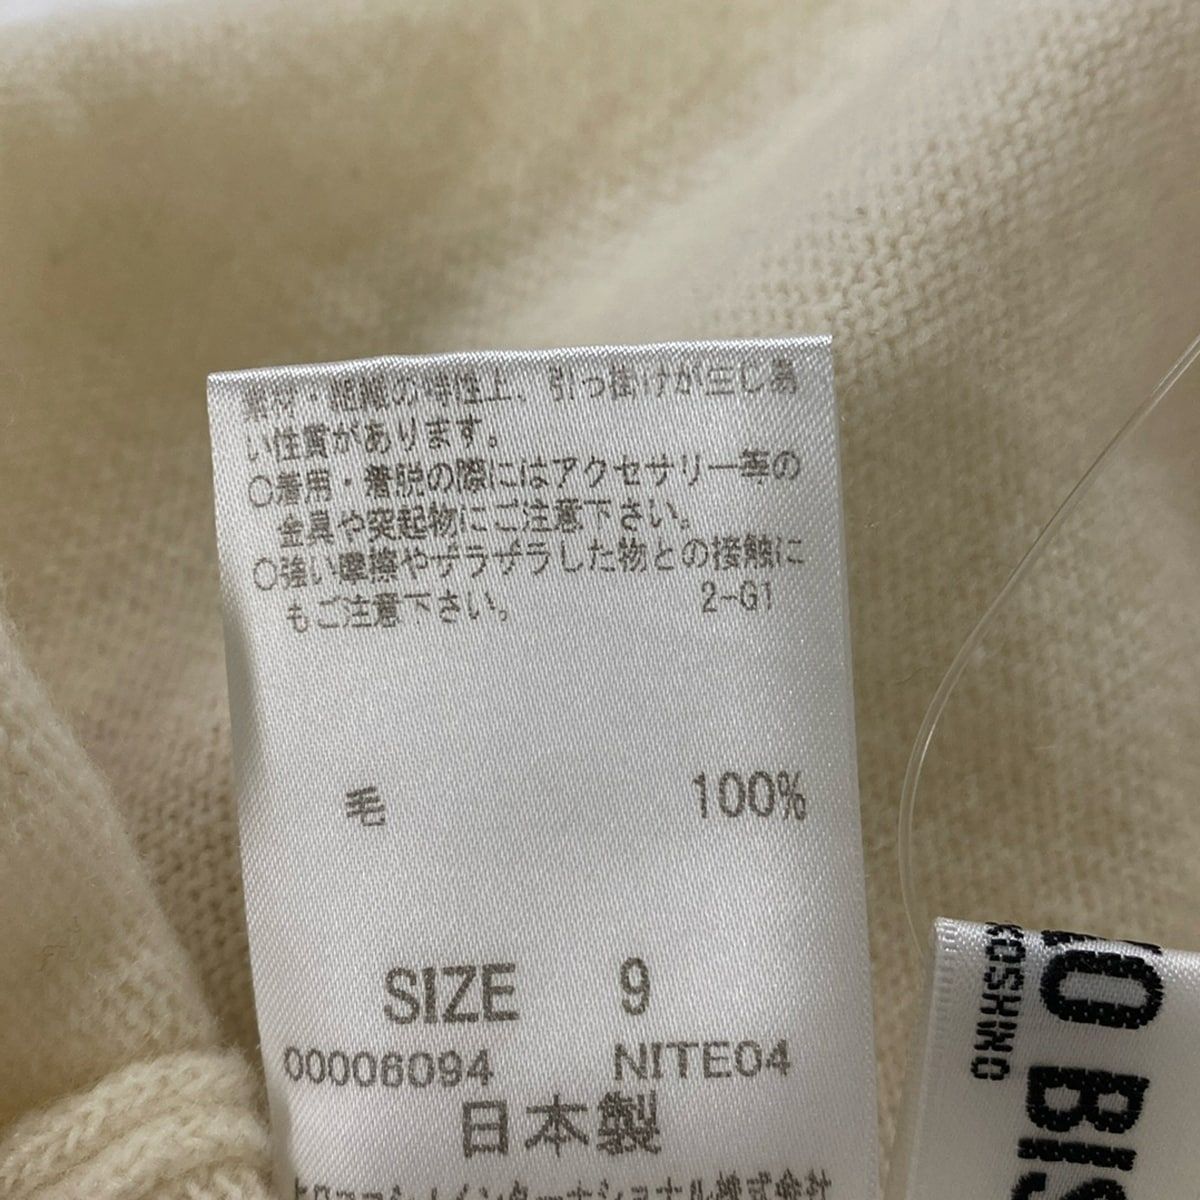 素材・組織の特性上、引っ掛けが生じ易
い性質があります。
○着用・着脱の際にはアクセサリー等の
金具や突起物にご注意下さい。
○強い摩擦やザラザラした物との接触に
もご注意下さい。 2-G1
毛 100%
SIZE 9
00006094 NITE04
日本製
KO BIS
KOSHINO